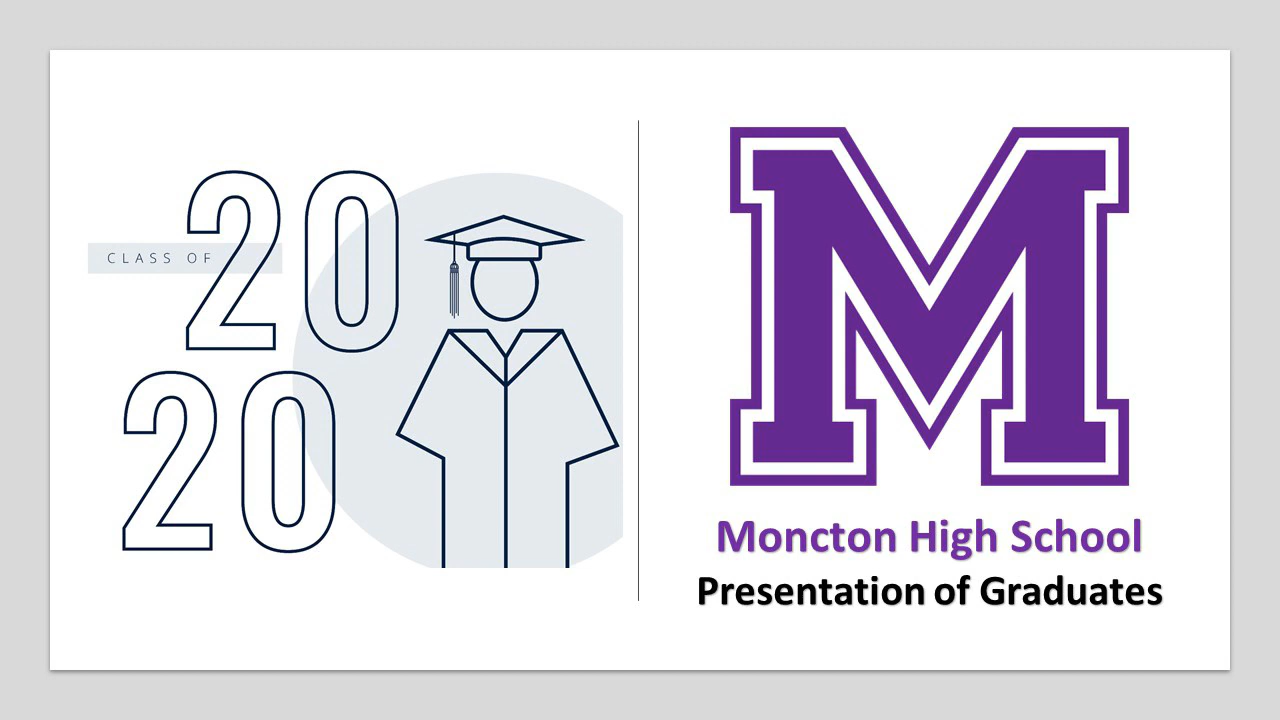 CLASS OF
20
20
M
Moncton High School
Presentation of Graduates